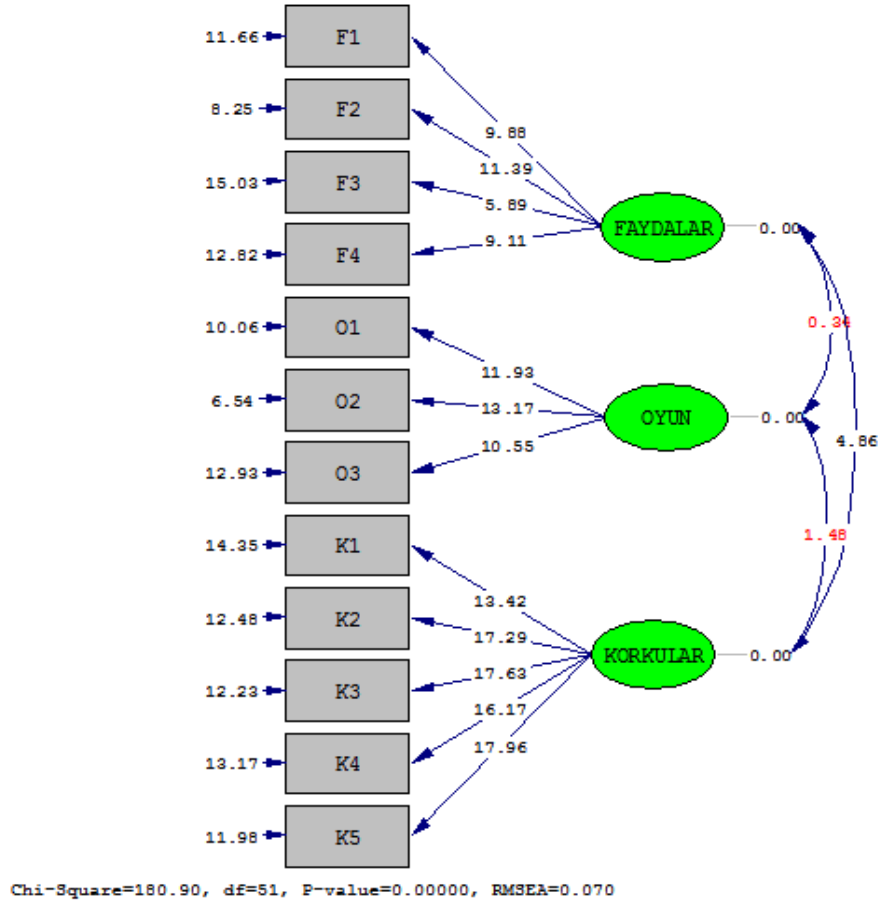 11.66 F1
9.88
8.25 F2
11.39
15.03 F3
5.89
FAYDALAR 0.00
12.82 F4
9.11
10.06 O1
0.34
11.93
6.54 O2
13.17
OYUN 0.00
4.86
12.93 O3
10.55
14.35 K1
1.48
13.42
12.48 K2
17.29
KORKULAR 0.00
17.63
12.23 K3
16.17
17.96
13.17 K4
11.98 K5
Chi-Square=180.90, df=51, P-value=0.00000, RMSEA=0.070